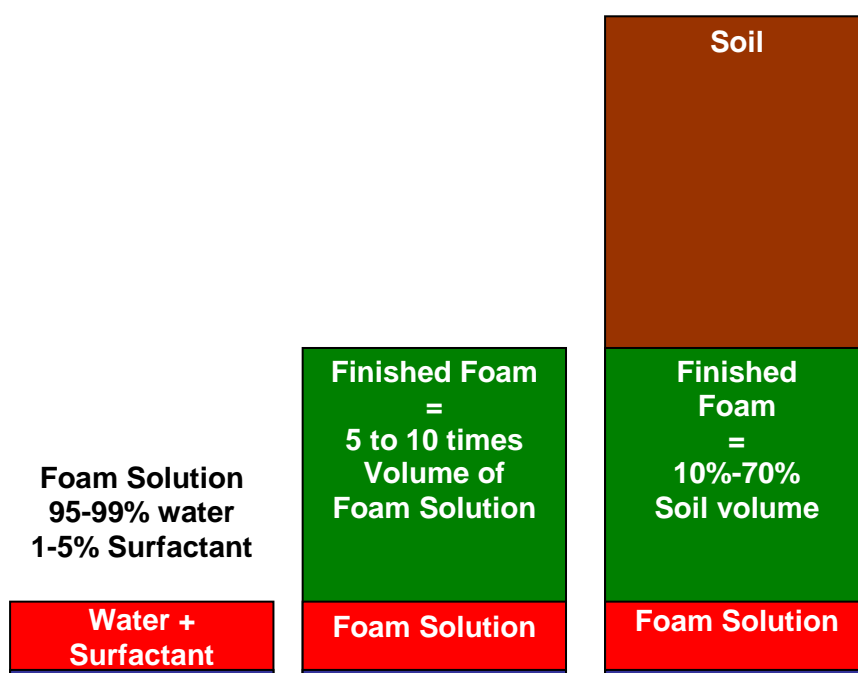 Foam Solution
95-99% water
1-5% Surfactant
Water +
Surfactant
Finished Foam
=
5 to 10 times
Volume of
Foam Solution
Foam Solution
Soil
Finished
Foam
=
10%-70%
Soil volume
Foam Solution